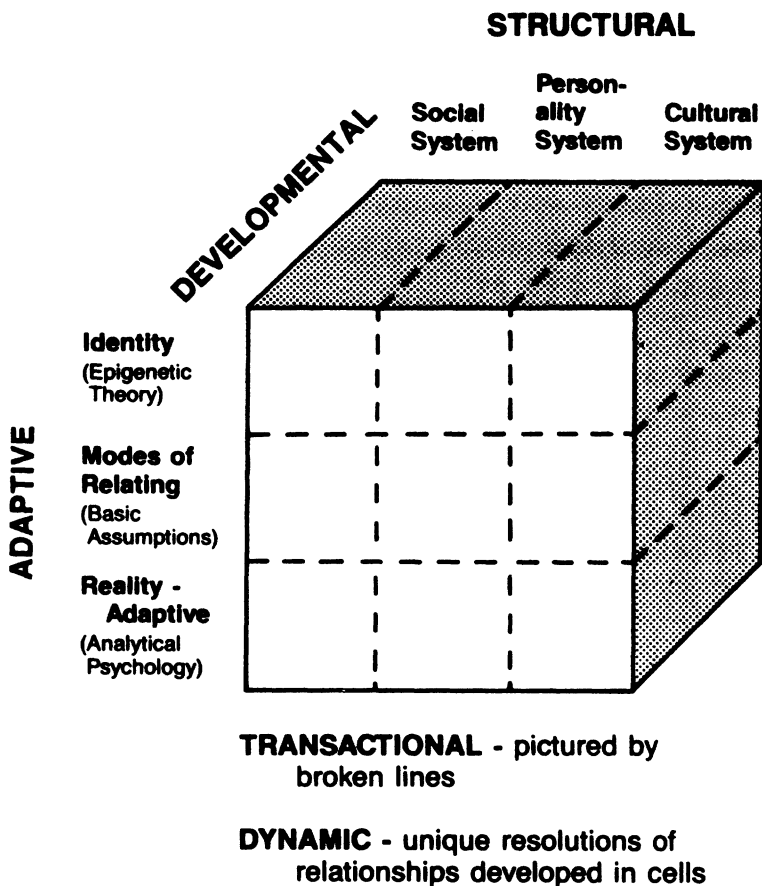 STRUCTURAL
Social
System
Person-
ality
System
Cultural
System
DEVELOPMENTAL
ADAPTIVE
Identity
(Epigenetic
Theory)
Modes of
Relating
(Basic
Assumptions)
Reality -
Adaptive
(Analytical
Psychology)
TRANSACTIONAL - pictured by
broken lines
DYNAMIC - unique resolutions of
relationships developed in cells